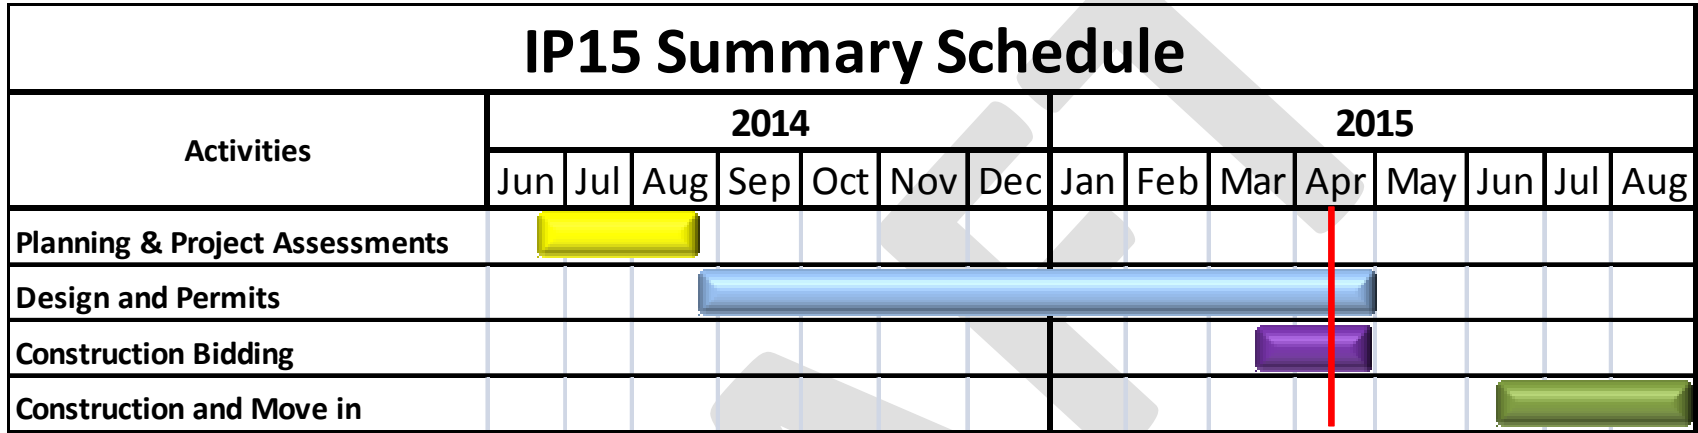 IP15 Summary Schedule
Activities
2014
2015
Jun Jul Aug Sep Oct Nov Dec Jan Feb Mar Apr May Jun Jul Aug
Planning & Project Assessments
Design and Permits
Construction Bidding
Construction and Move in